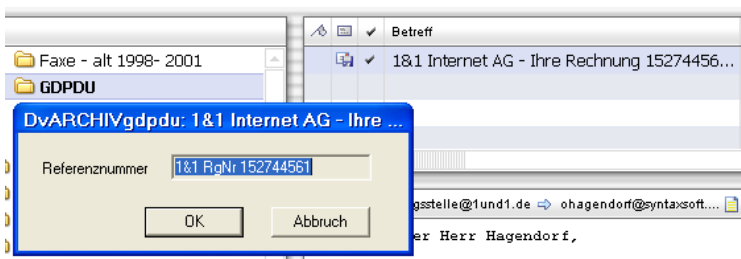 Betreff
Faxe - alt 1998- 2001
1&1 Internet AG - Ihre Rechnung 15274456...
GDPDU
DvARCHIVgdpdu: 1&1 Internet AG - Ihre ...
Referenznummer 1&1 RgNr 152744561
OK Abbruch
gsstelle@1und1.de ohagendorf@syntaxsoft....
er Herr Hagendorf,